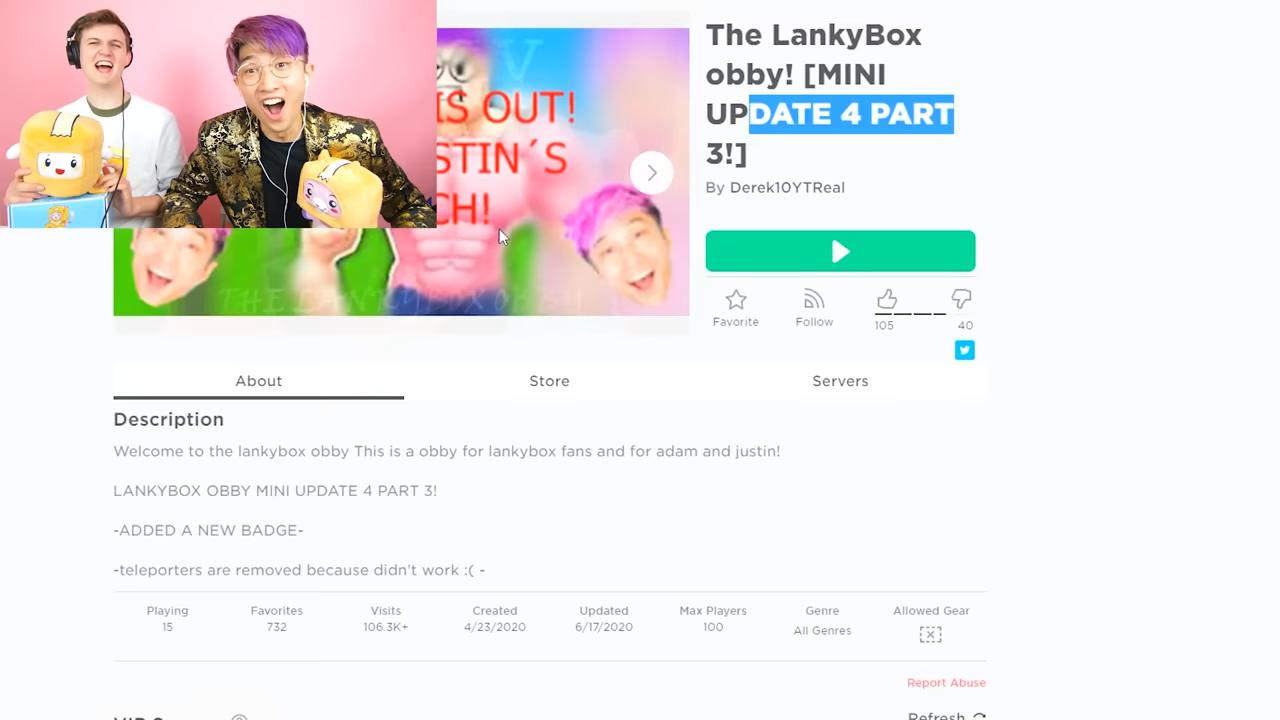 The LankyBox
obby! [MINI
UPDATE 4 PART
3!]
By Derek10YTReal
IS OUT!
STIN´S
CH!
THE LANKYBOX OBBY
Favorite
Follow
105
40
About
Store
Servers
Description
Welcome to the lankybox obby This is a obby for lankybox fans and for adam and justin!
LANKYBOX OBBY MINI UPDATE 4 PART 3!
-ADDED A NEW BADGE-
-teleporters are removed because didn't work :( -
Playing Favorites Visits Created Updated Max Players Genre Allowed Gear
15 732 106.3K+ 4/23/2020 6/17/2020 100 All Genres
Report Abuse
Refresh